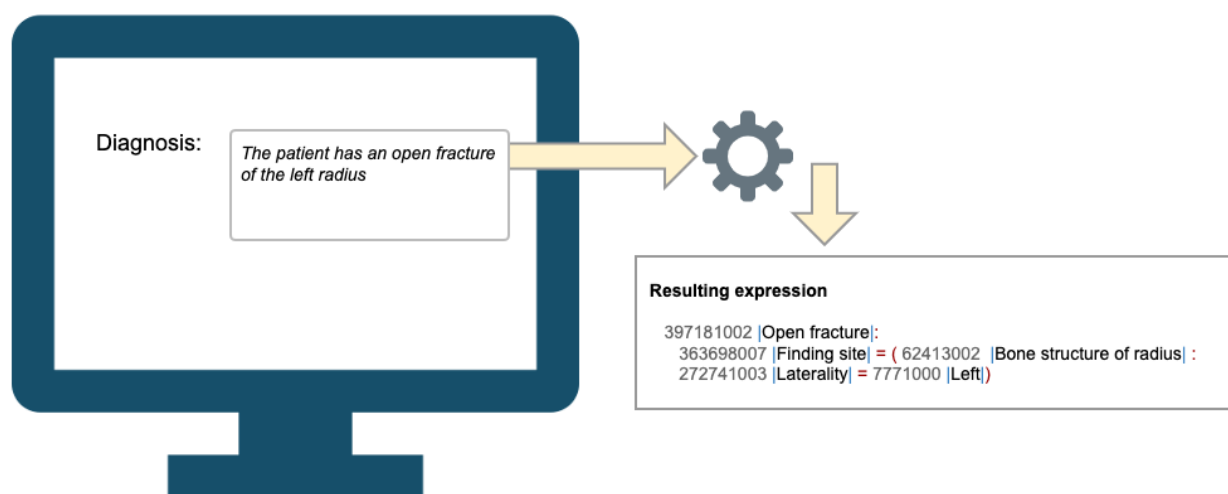 Diagnosis:
The patient has an open fracture
of the left radius
Resulting expression
397181002 |Open fracture|:
363698007 |Finding site| = ( 62413002 |Bone structure of radius| :
272741003 |Laterality| = 7771000 |Left|)